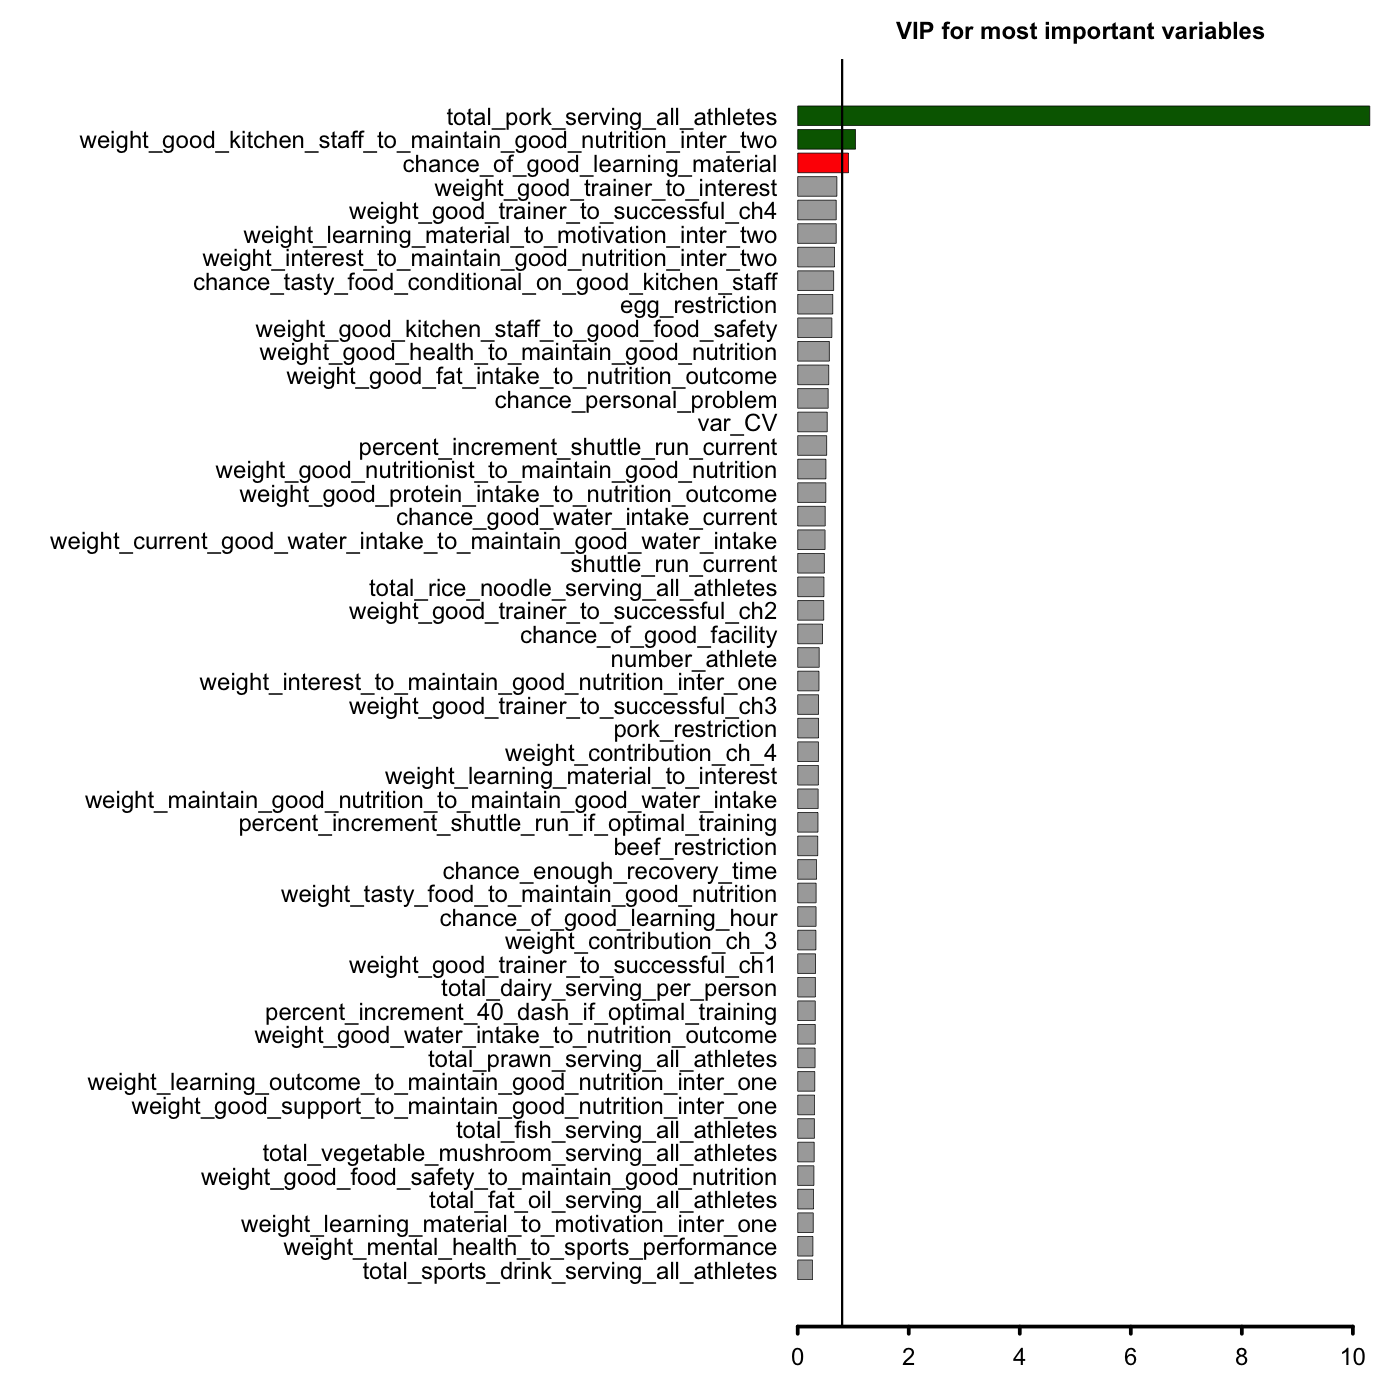 VIP for most important variables
total_pork_serving_all_athletes
weight_good_kitchen_staff_to_maintain_good_nutrition_inter_two
chance_of_good_learning_material
weight_good_trainer_to_interest
weight_good_trainer_to_successful_ch4
weight_learning_material_to_motivation_inter_two
weight_interest_to_maintain_good_nutrition_inter_two
chance_tasty_food_conditional_on_good_kitchen_staff
egg_restriction
weight_good_kitchen_staff_to_good_food_safety
weight_good_health_to_maintain_good_nutrition
weight_good_fat_intake_to_nutrition_outcome
chance_personal_problem
var_CV
percent_increment_shuttle_run_current
weight_good_nutritionist_to_maintain_good_nutrition
weight_good_protein_intake_to_nutrition_outcome
chance_good_water_intake_current
weight_current_good_water_intake_to_maintain_good_water_intake
shuttle_run_current
total_rice_noodle_serving_all_athletes
weight_good_trainer_to_successful_ch2
chance_of_good_facility
number_athlete
weight_interest_to_maintain_good_nutrition_inter_one
weight_good_trainer_to_successful_ch3
pork_restriction
weight_contribution_ch_4
weight_learning_material_to_interest
weight_maintain_good_nutrition_to_maintain_good_water_intake
percent_increment_shuttle_run_if_optimal_training
beef_restriction
chance_enough_recovery_time
weight_tasty_food_to_maintain_good_nutrition
chance_of_good_learning_hour
weight_contribution_ch_3
weight_good_trainer_to_successful_ch1
total_dairy_serving_per_person
percent_increment_40_dash_if_optimal_training
weight_good_water_intake_to_nutrition_outcome
total_prawn_serving_all_athletes
weight_learning_outcome_to_maintain_good_nutrition_inter_one
weight_good_support_to_maintain_good_nutrition_inter_one
total_fish_serving_all_athletes
total_vegetable_mushroom_serving_all_athletes
weight_good_food_safety_to_maintain_good_nutrition
total_fat_oil_serving_all_athletes
weight_learning_material_to_motivation_inter_one
weight_mental_health_to_sports_performance
total_sports_drink_serving_all_athletes
0 2 4 6 8 10